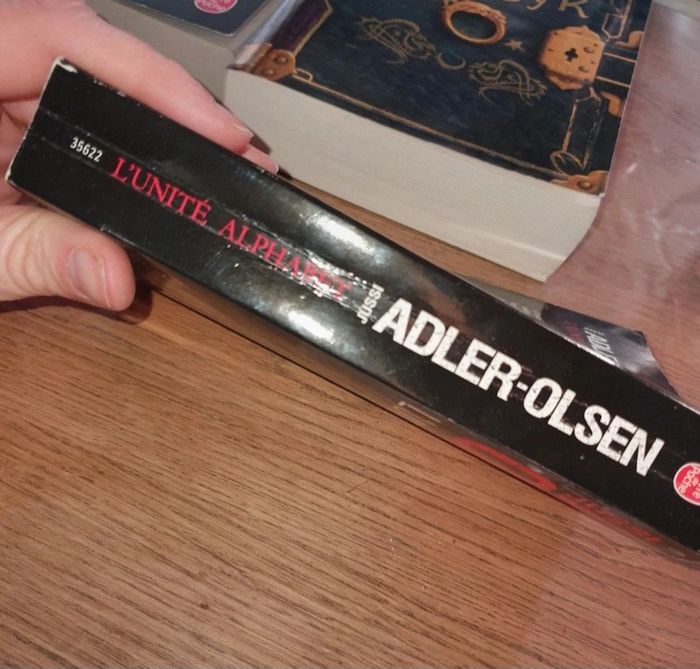 35622
L'UNITÉ ALPHABET
JUSSI
ADLER-OLSEN